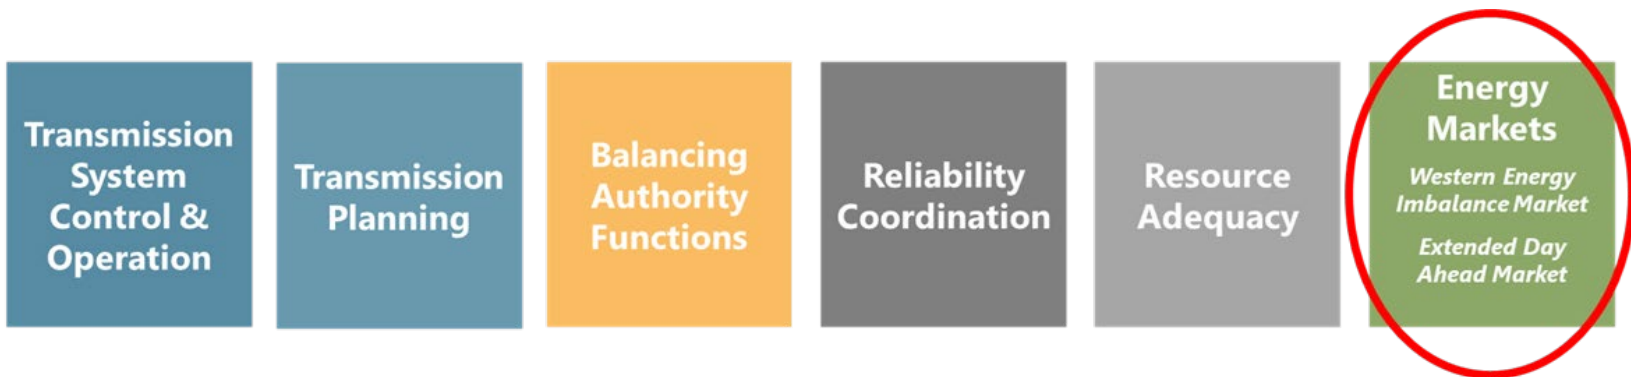 Transmission
System
Control &
Operation
Transmission
Planning
Balancing
Authority
Functions
Reliability
Coordination
Resource
Adequacy
Energy
Markets
Western Energy
Imbalance Market
Extended Day
Ahead Market